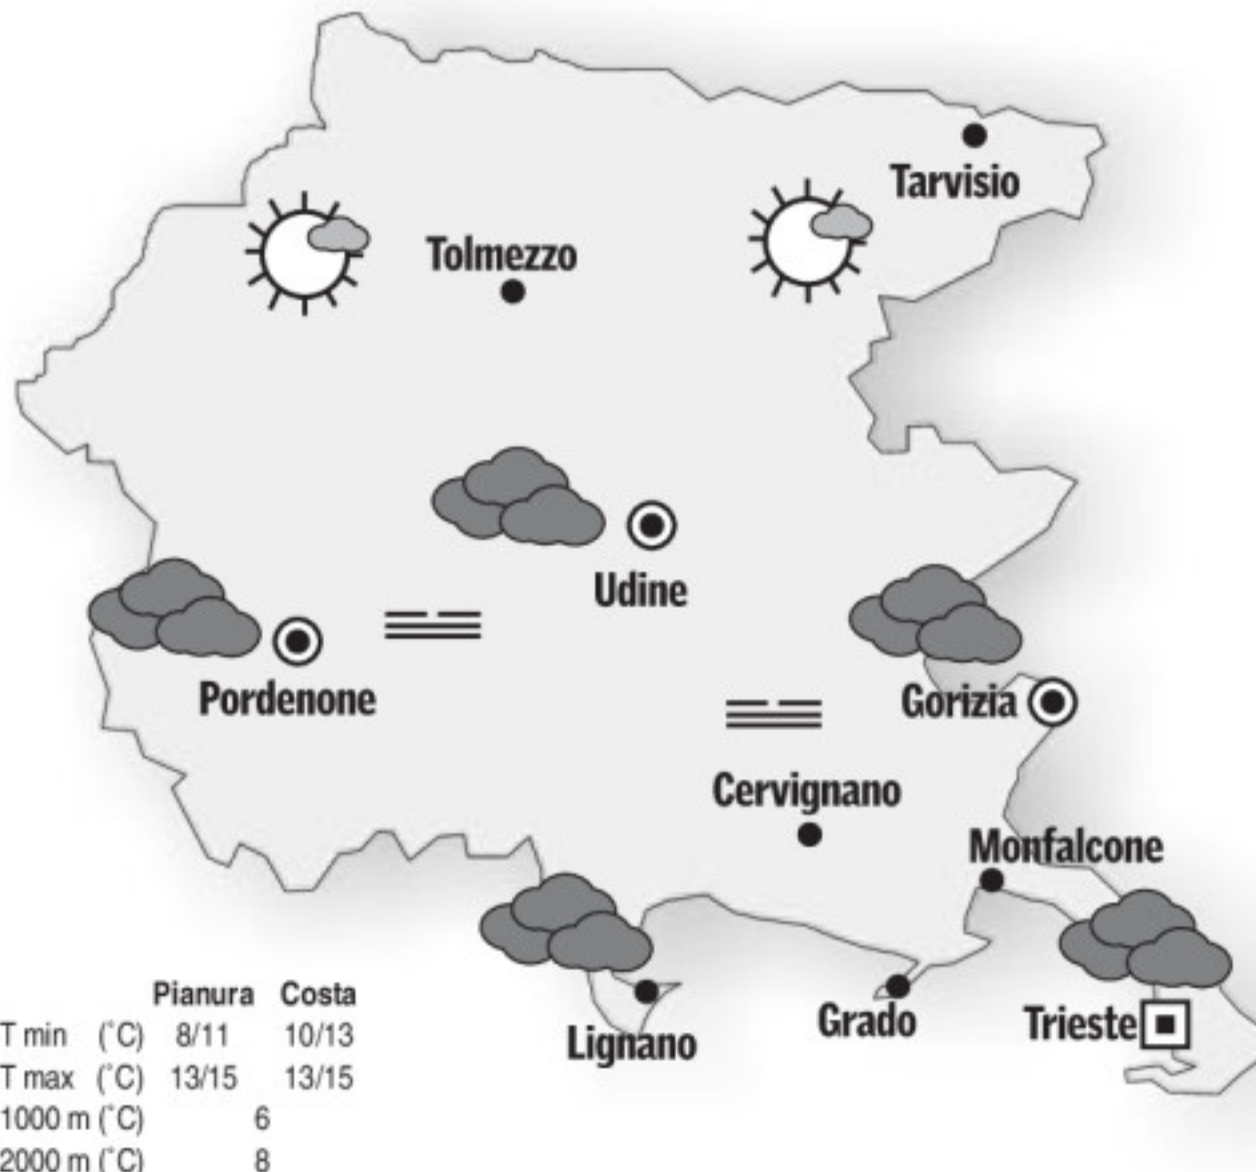 Tarvisio
Tolmezzo
Udine
Pordenone
Gorizia
Cervignano
Monfalcone
Lignano
Grado
Trieste
Pianura Costa
T min (°C) 8/11 10/13
T max (°C) 13/15 13/15
1000 m (°C) 6
2000 m (°C) 8